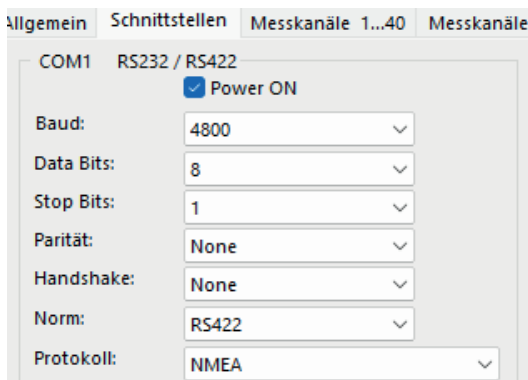 Allgemein Schnittstellen Messkanäle 1...40 Messkanäle
COM1 RS232 / RS422
Power ON
Baud: 4800
Data Bits: 8
Stop Bits: 1
Parität: None
Handshake: None
Norm: RS422
Protokoll: NMEA